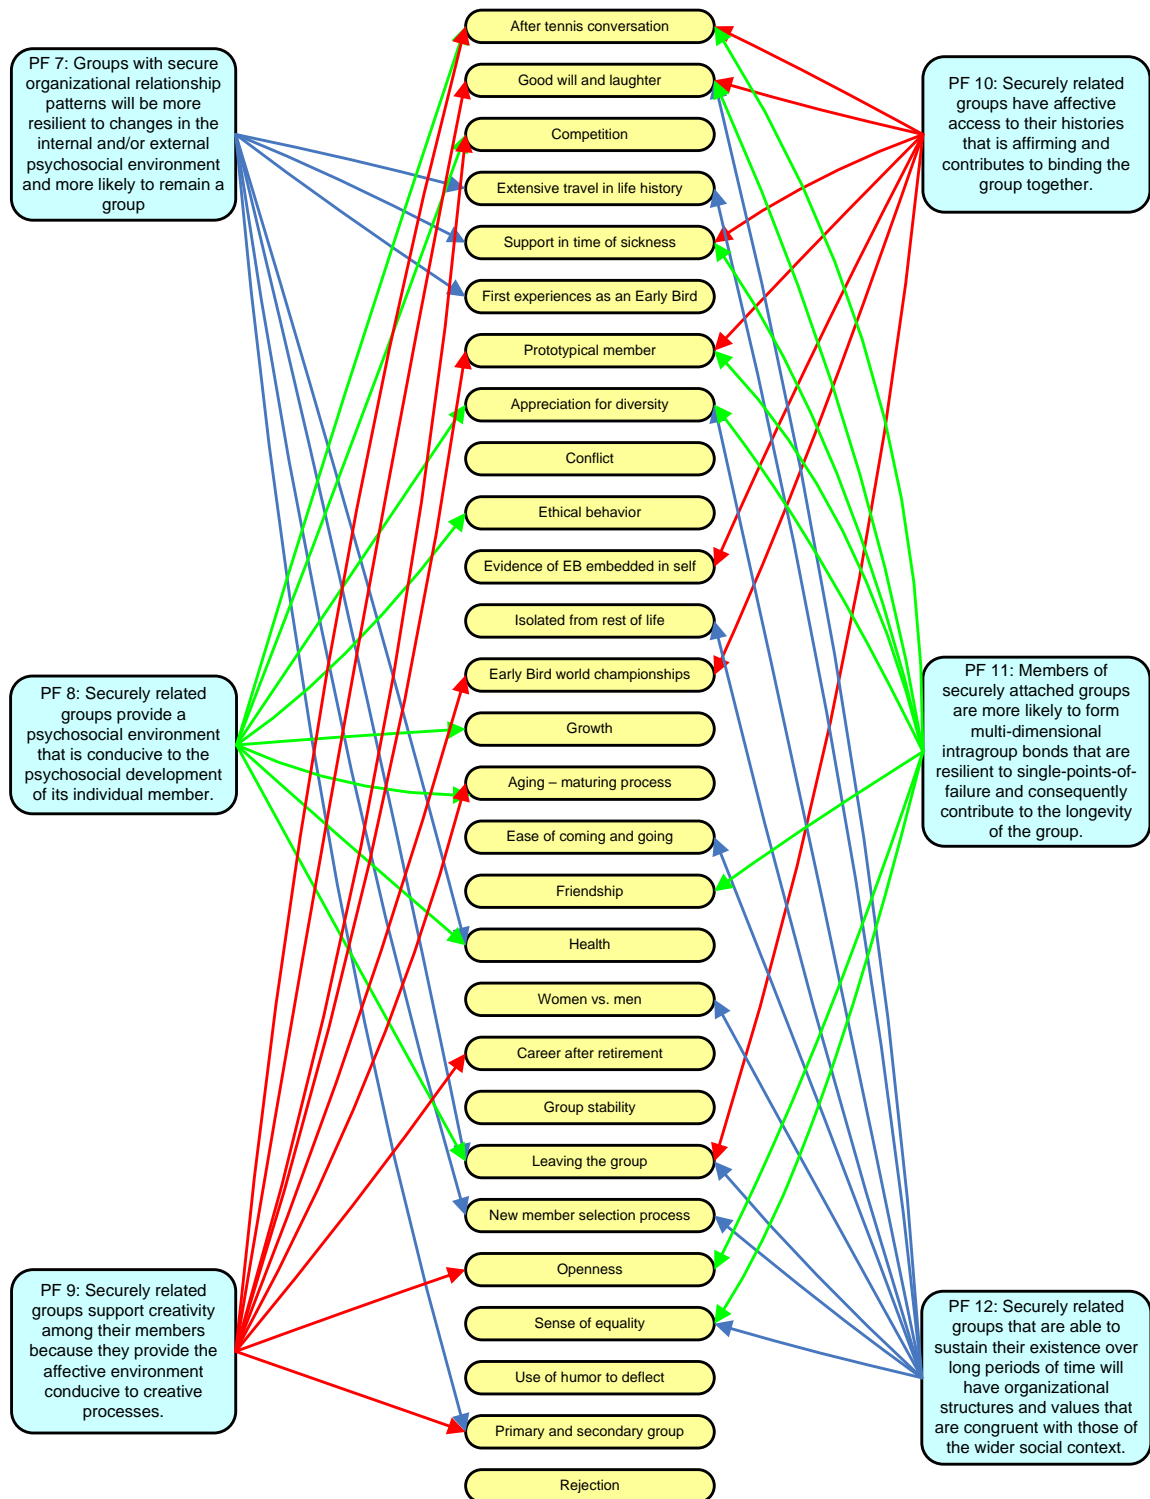 PF 7: Groups with secure
organizational relationship
patterns will be more
resilient to changes in the
internal and/or external
psychosocial environment
and more likely to remain a
group
PF 8: Securely related
groups provide a
psychosocial environment
that is conducive to the
psychosocial development
of its individual member.
PF 9: Securely related
groups support creativity
among their members
because they provide the
affective environment
conducive to creative
processes.
After tennis conversation
Good will and laughter
Competition
Extensive travel in life history
Support in time of sickness
First experiences as an Early Bird
Prototypical member
Appreciation for diversity
Conflict
Ethical behavior
Evidence of EB embedded in self
Isolated from rest of life
Early Bird world championships
Growth
Aging – maturing process
Ease of coming and going
Friendship
Health
Women vs. men
Career after retirement
Group stability
Leaving the group
New member selection process
Openness
Sense of equality
Use of humor to deflect
Primary and secondary group
Rejection
PF 10: Securely related
groups have affective
access to their histories
that is affirming and
contributes to binding the
group together.
PF 11: Members of
securely attached groups
are more likely to form
multi-dimensional
intragroup bonds that are
resilient to single-points-of-
failure and consequently
contribute to the longevity
of the group.
PF 12: Securely related
groups that are able to
sustain their existence over
long periods of time will
have organizational
structures and values that
are congruent with those of
the wider social context.